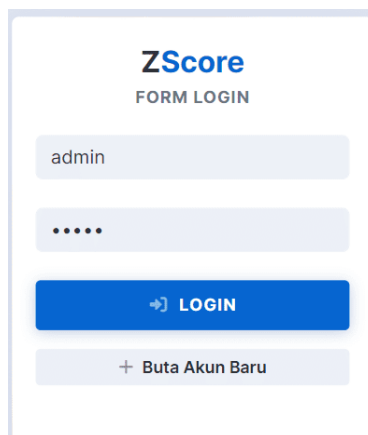 ZScore
FORM LOGIN
admin
•••••
LOGIN
Buta Akun Baru